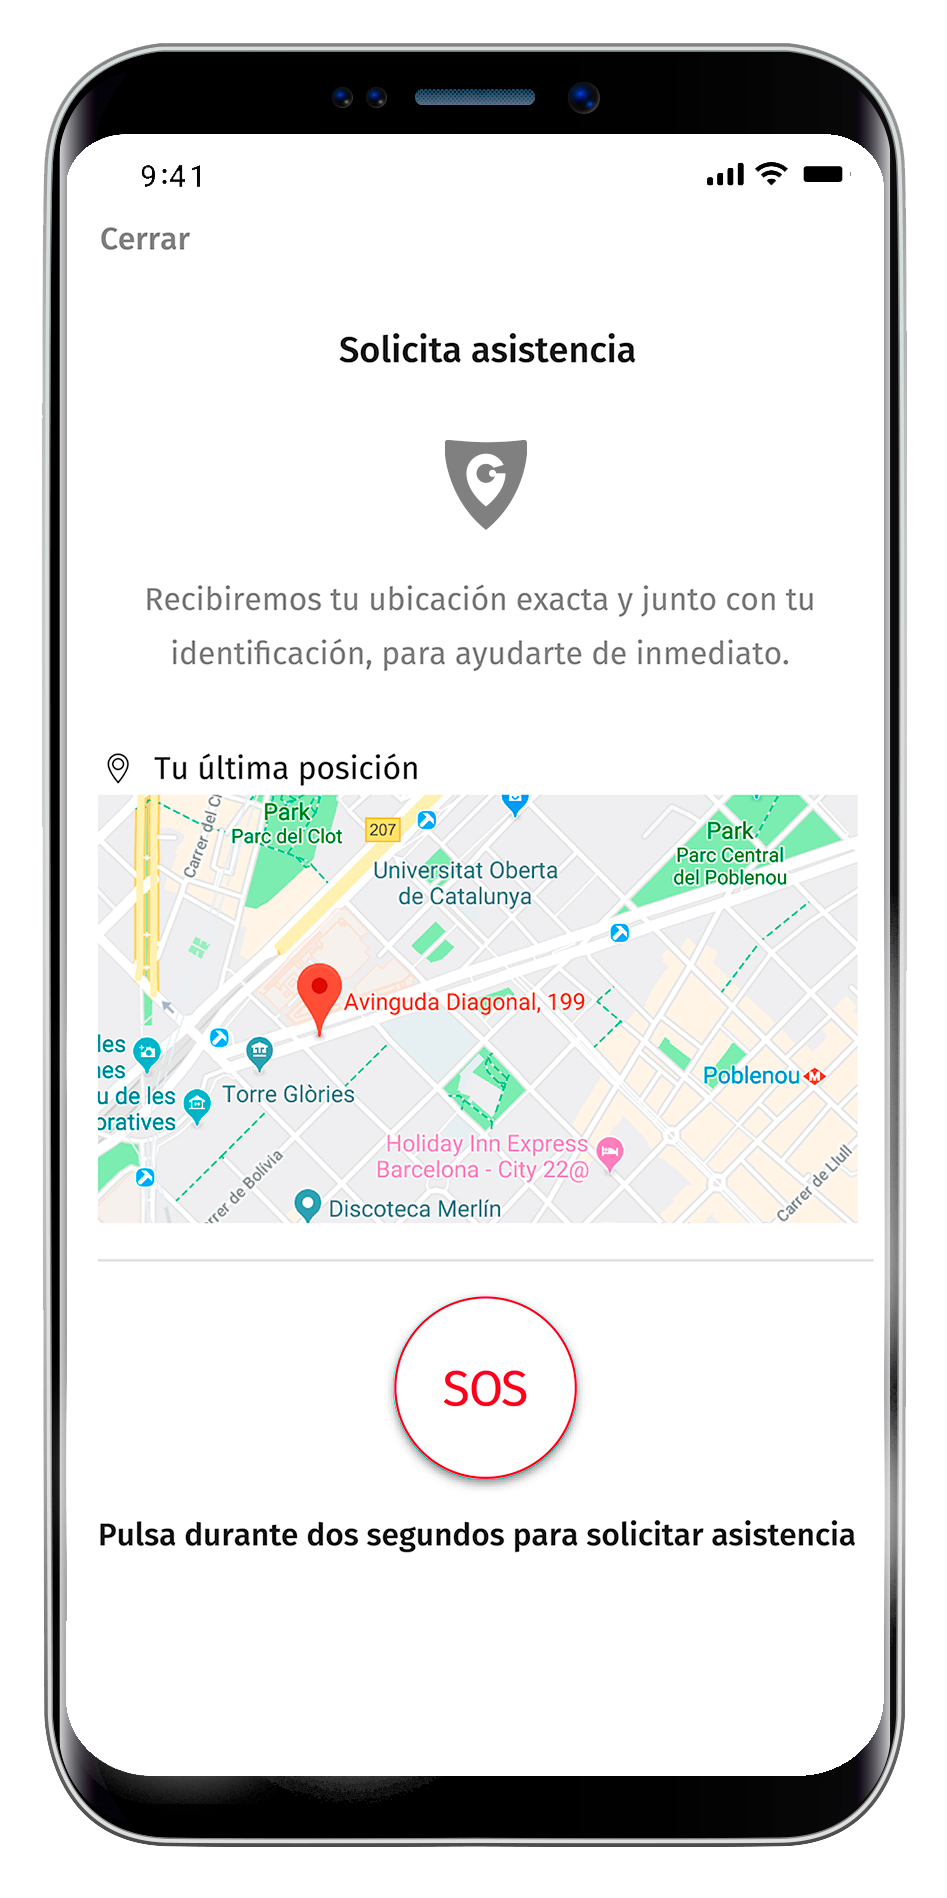 9:41
Cerrar
Solicita asistencia
G
Recibiremos tu ubicación exacta y junto con tu
identificación, para ayudarte de inmediato.
Tu última posición
Carrer del C
Park
Parc del Clot
207
Universitat Oberta
de Catalunya
Park
Parc Central
del Poblenou
Avinguda Diagonal, 199
les
nes
u de les
oratives
Torre Glòries
Poblenou
M
Holiday Inn Express
Barcelona - City 22@
rrer de Bolívia
Carrer de Llull
Discoteca Merlín
SOS
Pulsa durante dos segundos para solicitar asistencia